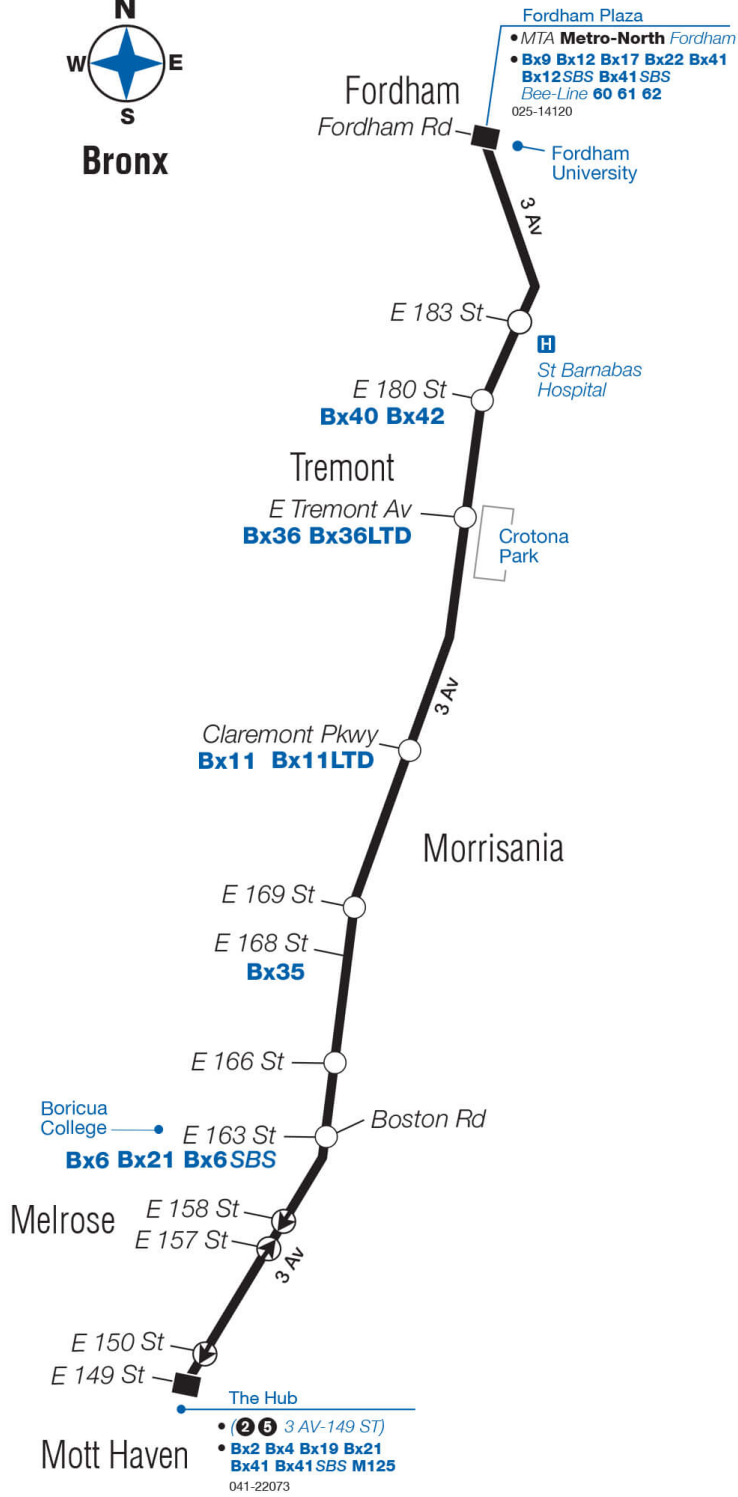 N
W E
S
Bronx
Fordham Plaza
• MTA Metro-North Fordham
• Bx9 Bx12 Bx17 Bx22 Bx41
Bx12SBS Bx41SBS
Bee-Line 60 61 62
025-14120
Fordham
Fordham Rd
Fordham
University
3 Av
E 183 St
H
St Barnabas
Hospital
E 180 St
Bx40 Bx42
Tremont
E Tremont Av
Bx36 Bx36LTD
Crotona
Park
3 Av
Claremont Pkwy
Bx11 Bx11LTD
Morrisania
E 169 St
E 168 St
Bx35
E 166 St
Boricua
College
E 163 St
Boston Rd
Bx6 Bx21 Bx6SBS
Melrose
E 158 St
E 157 St
3 Av
E 150 St
E 149 St
Mott Haven
The Hub
• (2 5 3 AV-149 ST)
• Bx2 Bx4 Bx19 Bx21
Bx41 Bx41SBS M125
041-22073